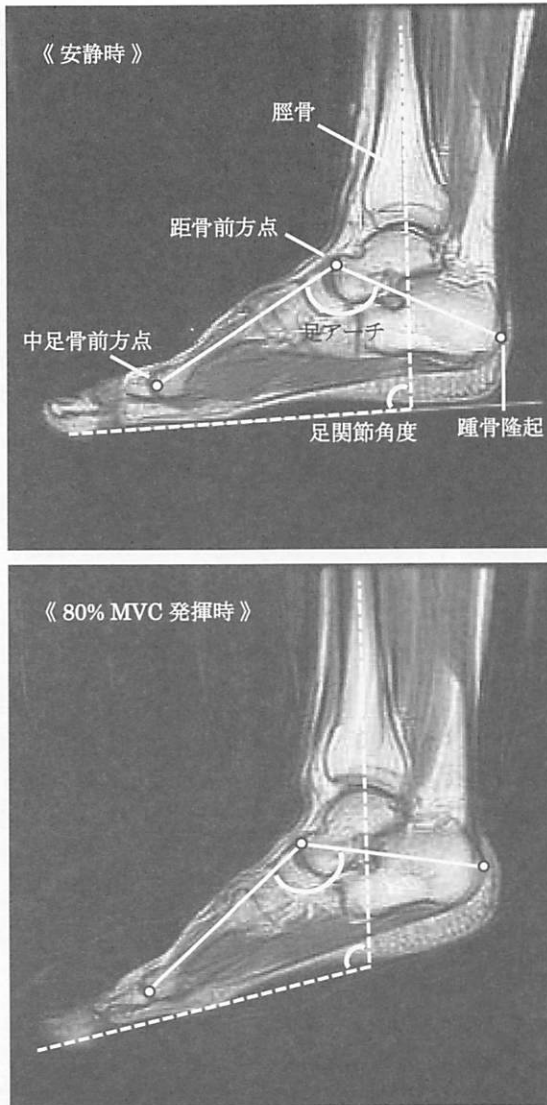 《 安静時 》
脛骨
距骨前方点
足アーチ
中足骨前方点
足関節角度
踵骨隆起
《 80% MVC 発揮時 》